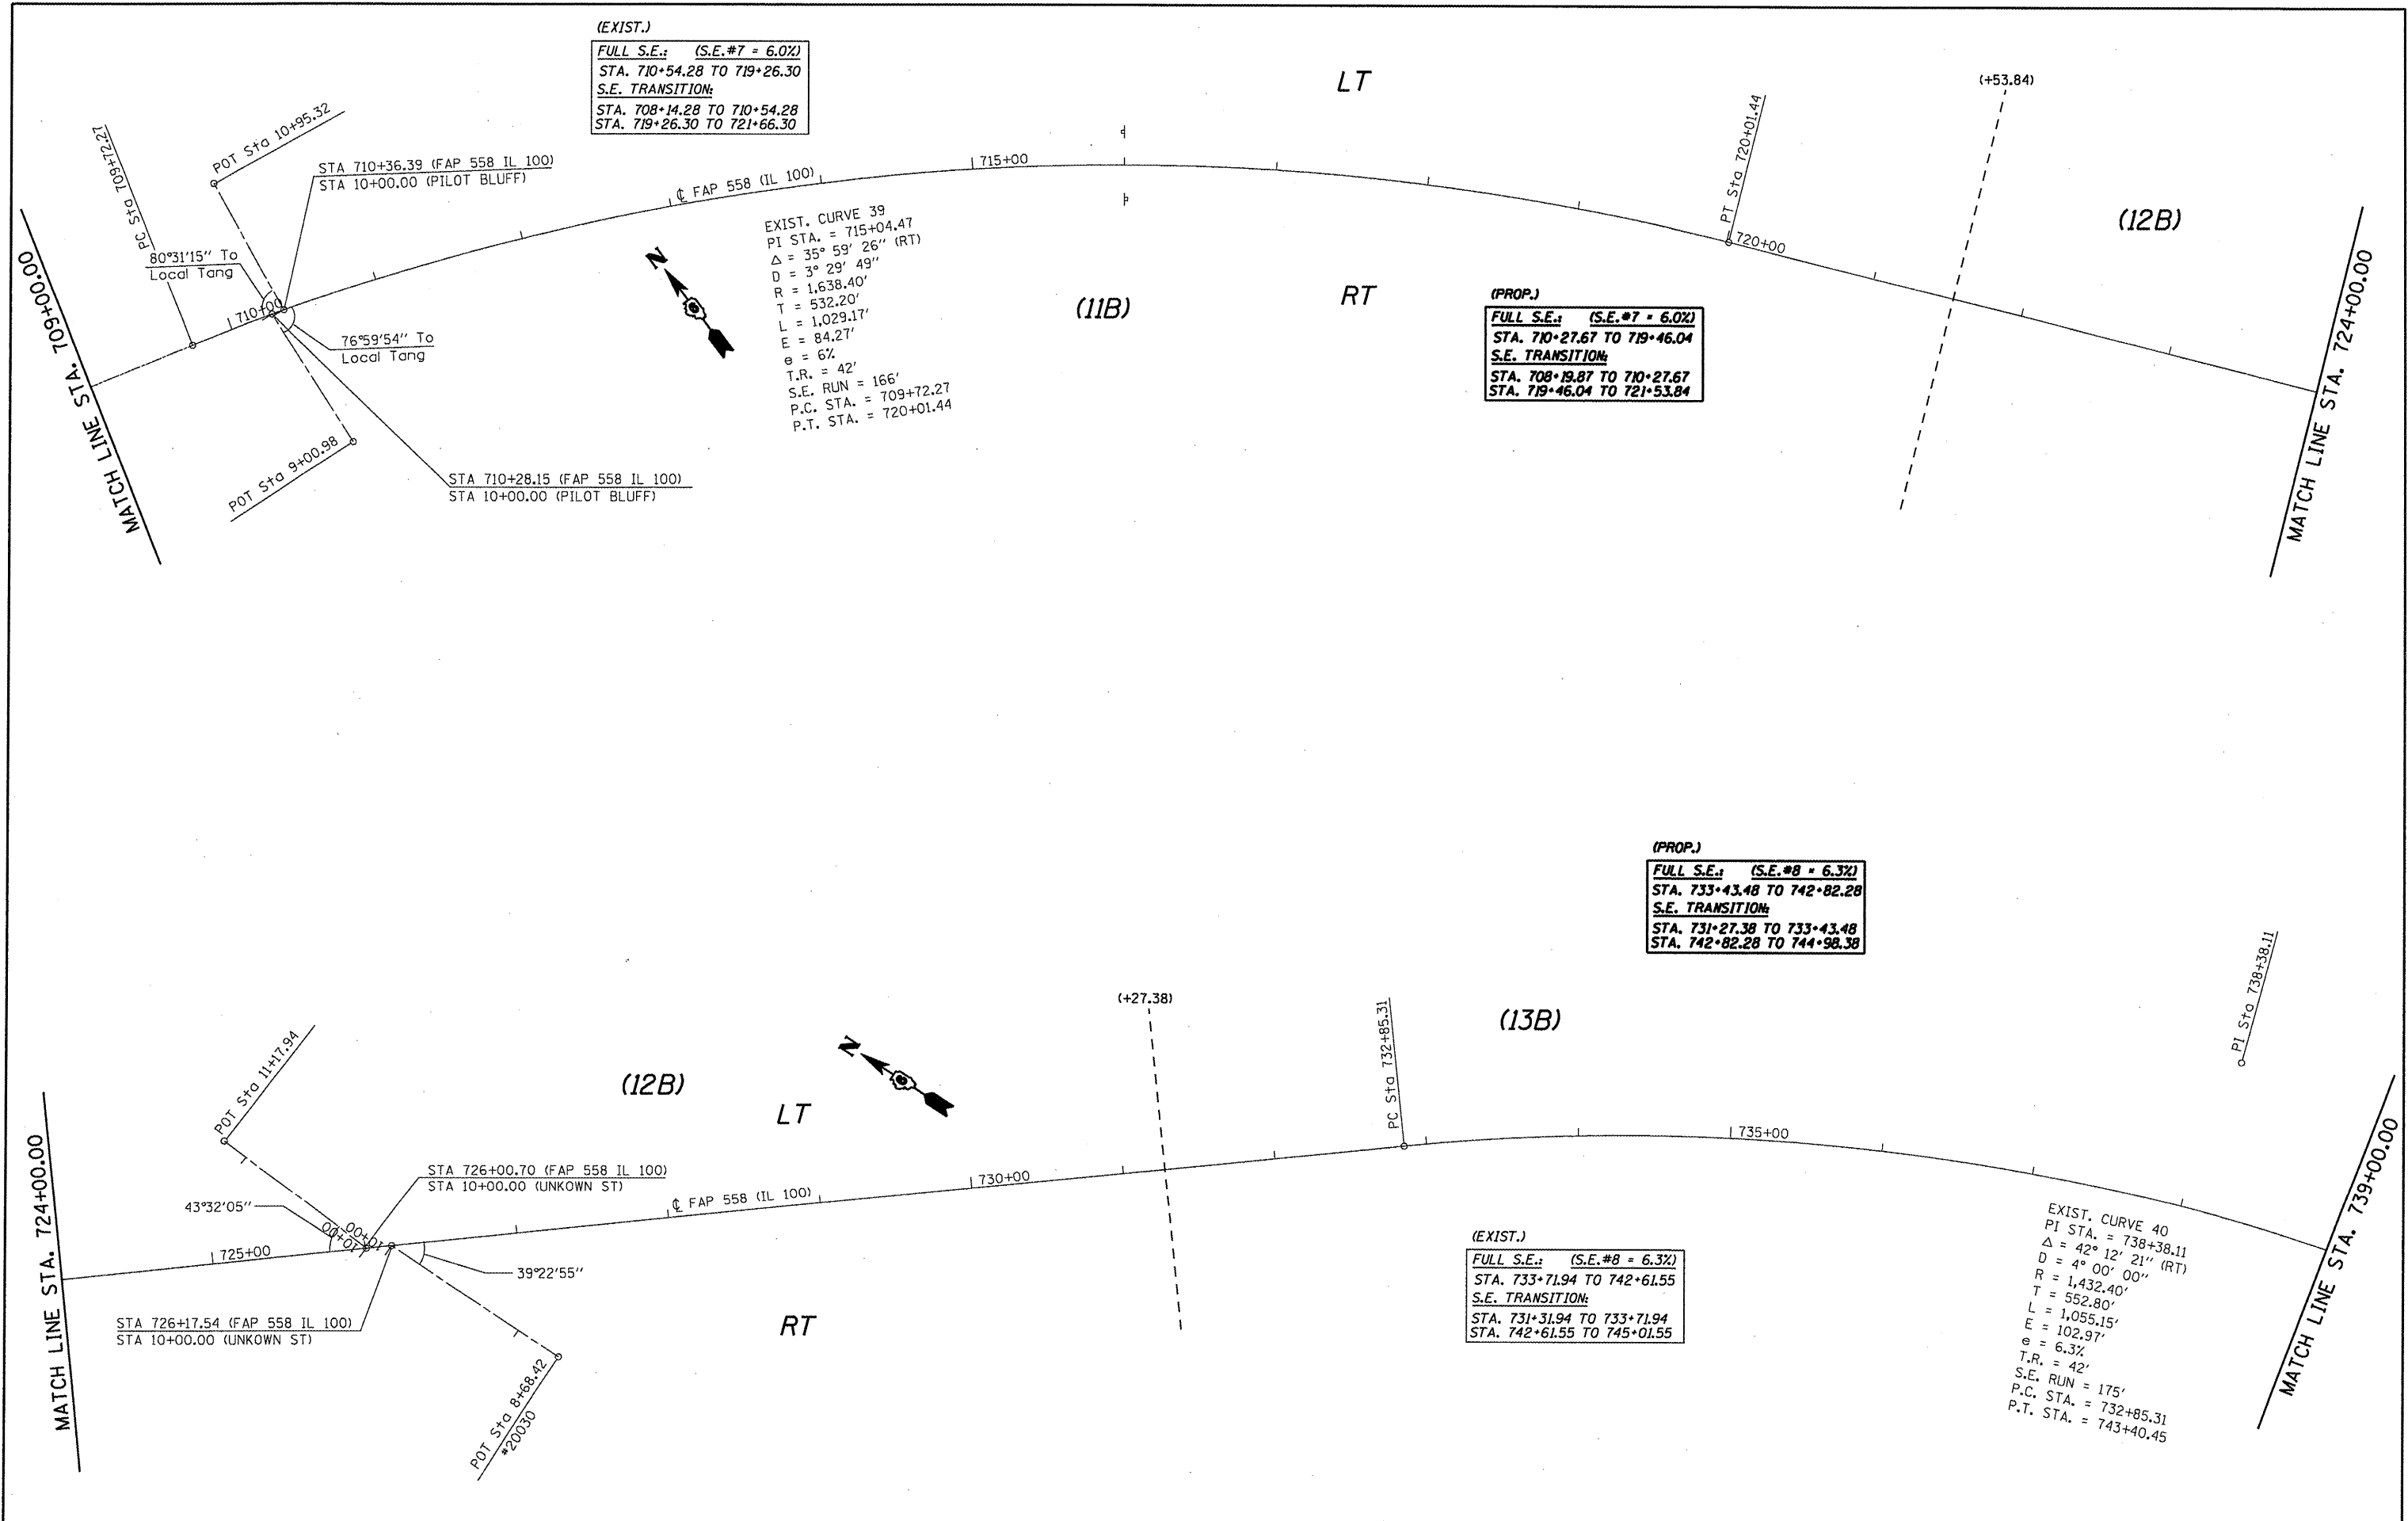 (EXIST.)
FULL S.E.: (S.E.#7 = 6.0%)
STA. 710+54.28 TO 719+26.30
S.E. TRANSITION:
STA. 708+14.28 TO 710+54.28
STA. 719+26.30 TO 721+66.30
LT
(+53.84)
PC Sta 709+72.27
POT Sta 10+95.32
STA 710+36.39 (FAP 558 IL 100)
STA 10+00.00 (PILOT BLUFF)
℄ FAP 558 (IL 100)
715+00
PT Sta 720+01.44
720+00
(12B)
MATCH LINE STA. 709+00.00
80°31'15" To
Local Tang
710+00
76°59'54" To
Local Tang
POT Sta 9+00.98
STA 710+28.15 (FAP 558 IL 100)
STA 10+00.00 (PILOT BLUFF)
N
EXIST. CURVE 39
PI STA. = 715+04.47
Δ = 35° 59' 26" (RT)
D = 3° 29' 49"
R = 1,638.40'
T = 532.20'
L = 1,029.17'
E = 84.27'
e = 6%
T.R. = 42'
S.E. RUN = 166'
P.C. STA. = 709+72.27
P.T. STA. = 720+01.44
(11B)
RT
(PROP.)
FULL S.E.: (S.E.#7 = 6.0%)
STA. 710+27.67 TO 719+46.04
S.E. TRANSITION:
STA. 708+19.87 TO 710+27.67
STA. 719+46.04 TO 721+53.84
MATCH LINE STA. 724+00.00
(PROP.)
FULL S.E.: (S.E.#8 = 6.3%)
STA. 733+43.48 TO 742+82.28
S.E. TRANSITION:
STA. 731+27.38 TO 733+43.48
STA. 742+82.28 TO 744+98.38
MATCH LINE STA. 724+00.00
POT Sta 11+17.94
(12B)
LT
N
(+27.38)
PC Sta 732+85.31
(13B)
PI Sta 738+38.11
43°32'05"
10+00
10+00
STA 726+00.70 (FAP 558 IL 100)
STA 10+00.00 (UNKOWN ST)
℄ FAP 558 (IL 100)
730+00
735+00
725+00
39°22'55"
STA 726+17.54 (FAP 558 IL 100)
STA 10+00.00 (UNKOWN ST)
POT Sta 8+68.42
#20030
RT
(EXIST.)
FULL S.E.: (S.E.#8 = 6.3%)
STA. 733+71.94 TO 742+61.55
S.E. TRANSITION:
STA. 731+31.94 TO 733+71.94
STA. 742+61.55 TO 745+01.55
EXIST. CURVE 40
PI STA. = 738+38.11
Δ = 42° 12' 21" (RT)
D = 4° 00' 00"
R = 1,432.40'
T = 552.80'
L = 1,055.15'
E = 102.97'
e = 6.3%
T.R. = 42'
S.E. RUN = 175'
P.C. STA. = 732+85.31
P.T. STA. = 743+40.45
MATCH LINE STA. 739+00.00